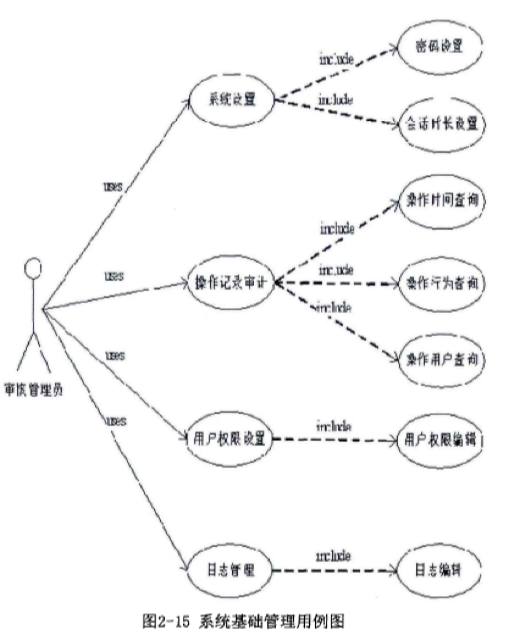 include
密码设置
系统设置
include
会话时长设置
uses
操作时间查询
include
uses
操作记录审计
include
操作行为查询
include
操作用户查询
uses
审核管理员
uses
用户权限设置
include
用户权限编辑
include
日志管理
日志编辑
图2-15 系统基础管理用例图